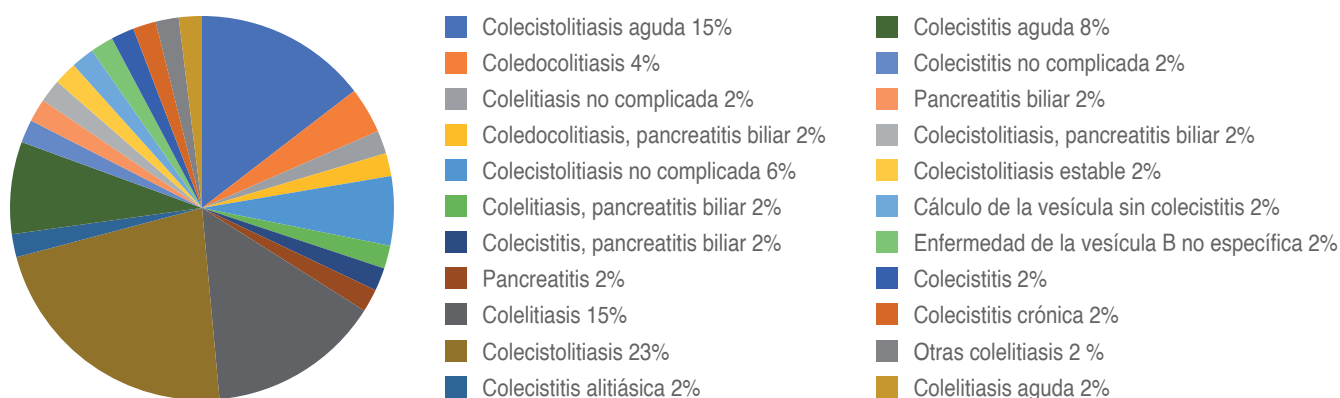 Colecistolitiasis aguda 15%
Coledocolitiasis 4%
Colelitiasis no complicada 2%
Coledocolitiasis, pancreatitis biliar 2%
Colecistolitiasis no complicada 6%
Colelitiasis, pancreatitis biliar 2%
Colecistitis, pancreatitis biliar 2%
Pancreatitis 2%
Colelitiasis 15%
Colecistolitiasis 23%
Colecistitis alitiásica 2%
Colecistitis aguda 8%
Colecistitis no complicada 2%
Pancreatitis biliar 2%
Colecistolitiasis, pancreatitis biliar 2%
Colecistolitiasis estable 2%
Cálculo de la vesícula sin colecistitis 2%
Enfermedad de la vesícula B no específica 2%
Colecistitis 2%
Colecistitis crónica 2%
Otras colelitiasis 2 %
Colelitiasis aguda 2%